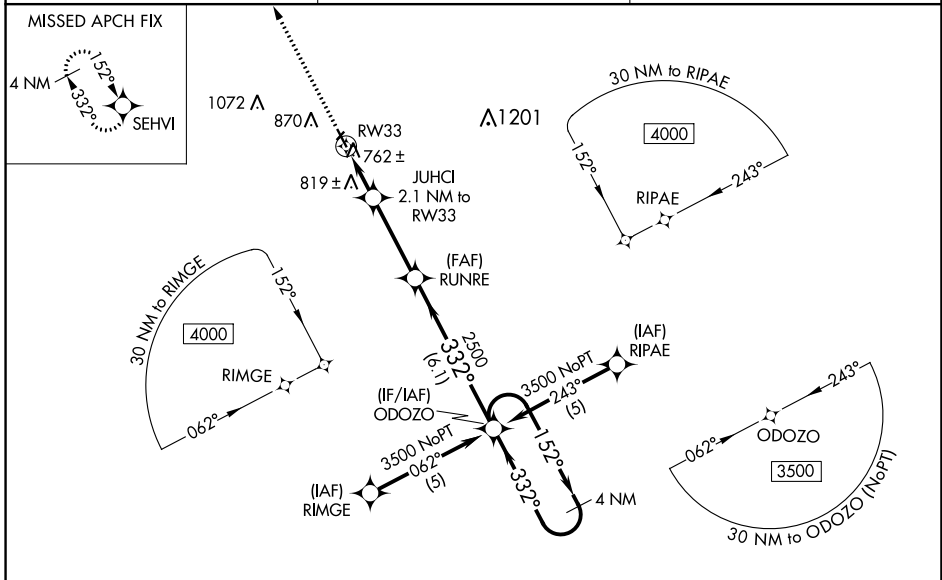 MISSED APCH FIX
4 NM
152°
332°
SEHVI
1072
870
RW33
762 ±
819 ±
1201
JUHCI
2.1 NM to
RW33
(FAF)
RUNRE
30 NM to RIPAE
4000
152°
243°
RIPAE
30 NM to RIMGE
4000
152°
RIMGE
062°
2500
332°
(6.1)
(IAF)
RIPAE
3500 NoPT
243°
(5)
(IF/IAF)
ODOZO
3500 NoPT
062°
(5)
(IAF)
RIMGE
152°
332°
4 NM
243°
062°
ODOZO
3500
30 NM to ODOZO (NoPT)